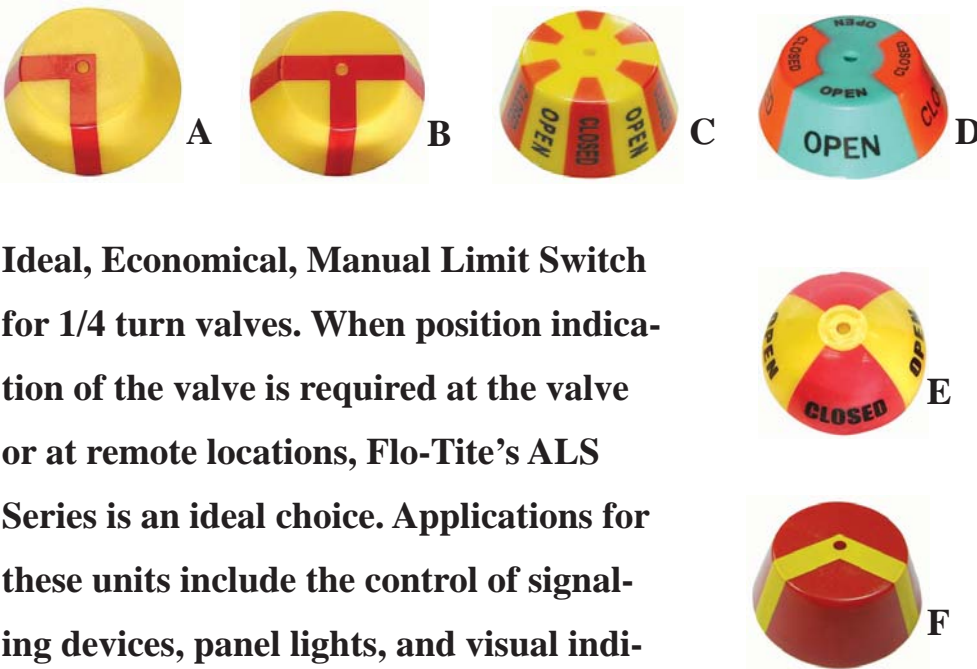 A
B
OPEN
CLOSED
OPEN
C
OPEN
CLOSED
CLOSED
OPEN
OPEN
D
Ideal, Economical, Manual Limit Switch
for 1/4 turn valves. When position indica-
tion of the valve is required at the valve
or at remote locations, Flo-Tite’s ALS
Series is an ideal choice. Applications for
these units include the control of signal-
ing devices, panel lights, and visual indi-
OPEN
OPEN
CLOSED
E
F